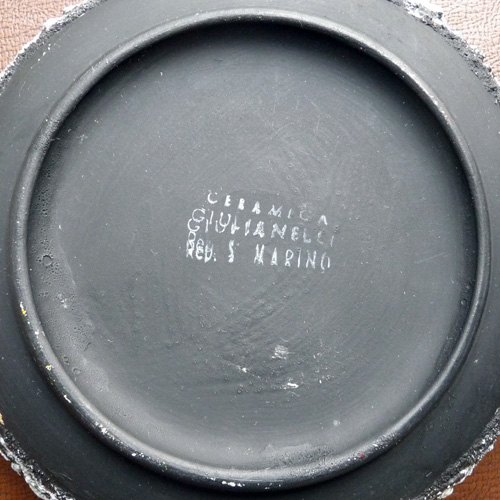 CERAMICA
GIULIANELLI
REP. S. MARINO